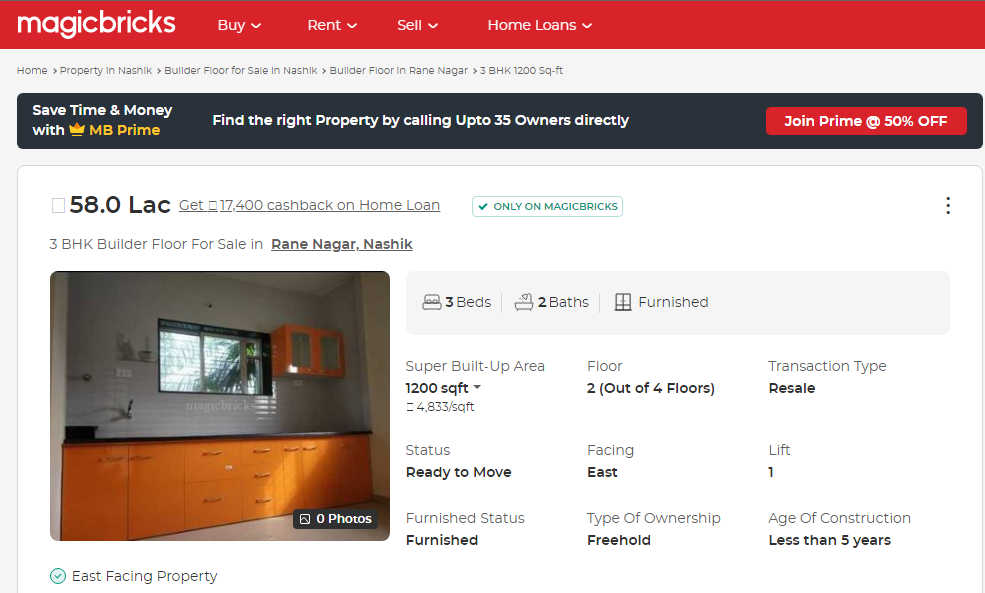 magicbricks
Buy Rent Sell Home Loans
Home > Property in Nashik > Builder Floor for Sale in Nashik > Builder Floor in Rane Nagar > 3 BHK 1200 Sq-ft
Save Time & Money
with MB Prime
Find the right Property by calling Upto 35 Owners directly
Join Prime @ 50% OFF
58.0 Lac Get 17,400 cashback on Home Loan
ONLY ON MAGICBRICKS
3 BHK Builder Floor For Sale in Rane Nagar, Nashik
magicbricks
0 Photos
3 Beds 2 Baths Furnished
Super Built-Up Area
1200 sqft
4,833/sqft
Floor
2 (Out of 4 Floors)
Transaction Type
Resale
Status
Ready to Move
Facing
East
Lift
1
Furnished Status
Furnished
Type Of Ownership
Freehold
Age Of Construction
Less than 5 years
East Facing Property